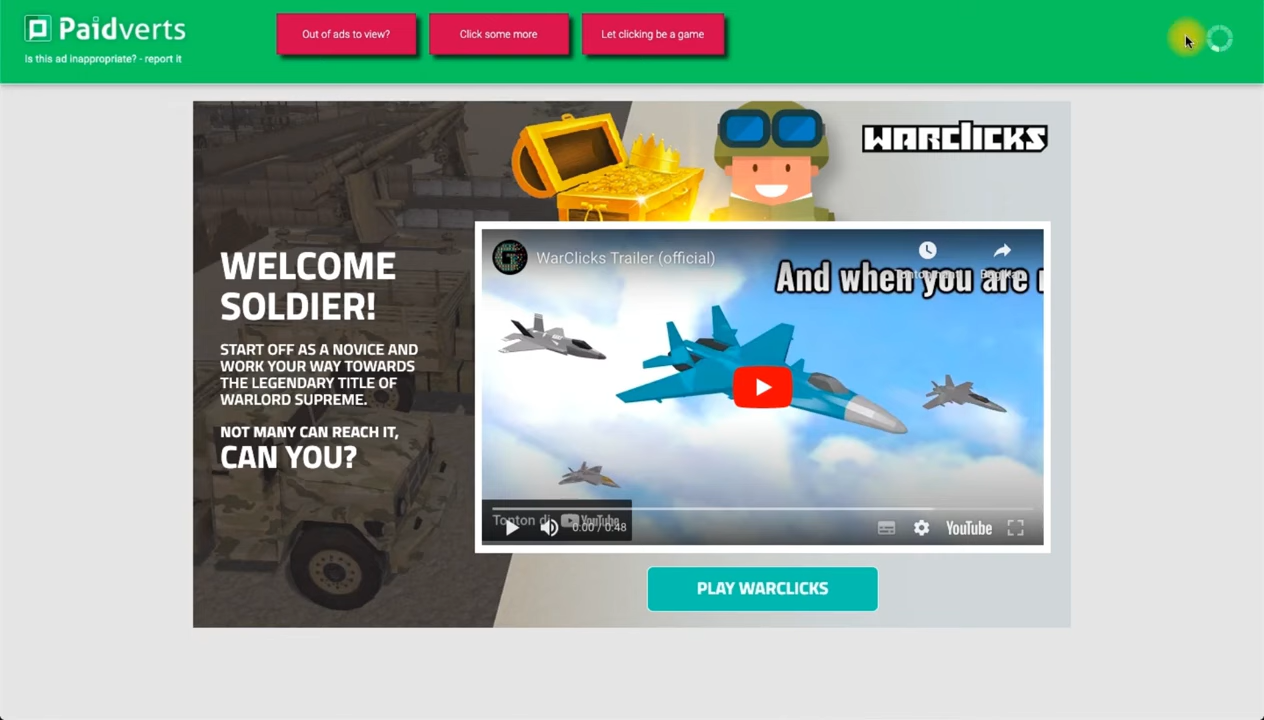 Paidverts
Is this ad inappropriate? - report it
Out of ads to view?
Click some more
Let clicking be a game
WARCLICKS
WELCOME
SOLDIER!
START OFF AS A NOVICE AND
WORK YOUR WAY TOWARDS
THE LEGENDARY TITLE OF
WARLORD SUPREME.
NOT MANY CAN REACH IT,
CAN YOU?
WarClicks Trailer (official)
And when you are
Tonton di YouTube
0:00 / 0:48
YouTube
PLAY WARCLICKS